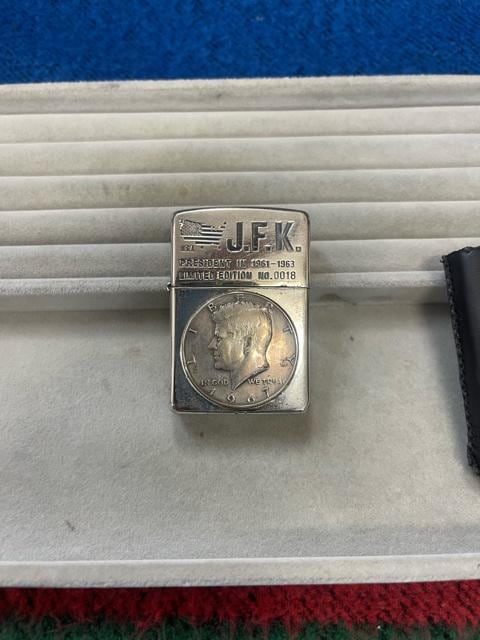 J.F.K.
PRESIDENT IN 1961-1963
LIMITED EDITION NO.0018
LIBERTY
IN GOD WE TRUST
1967